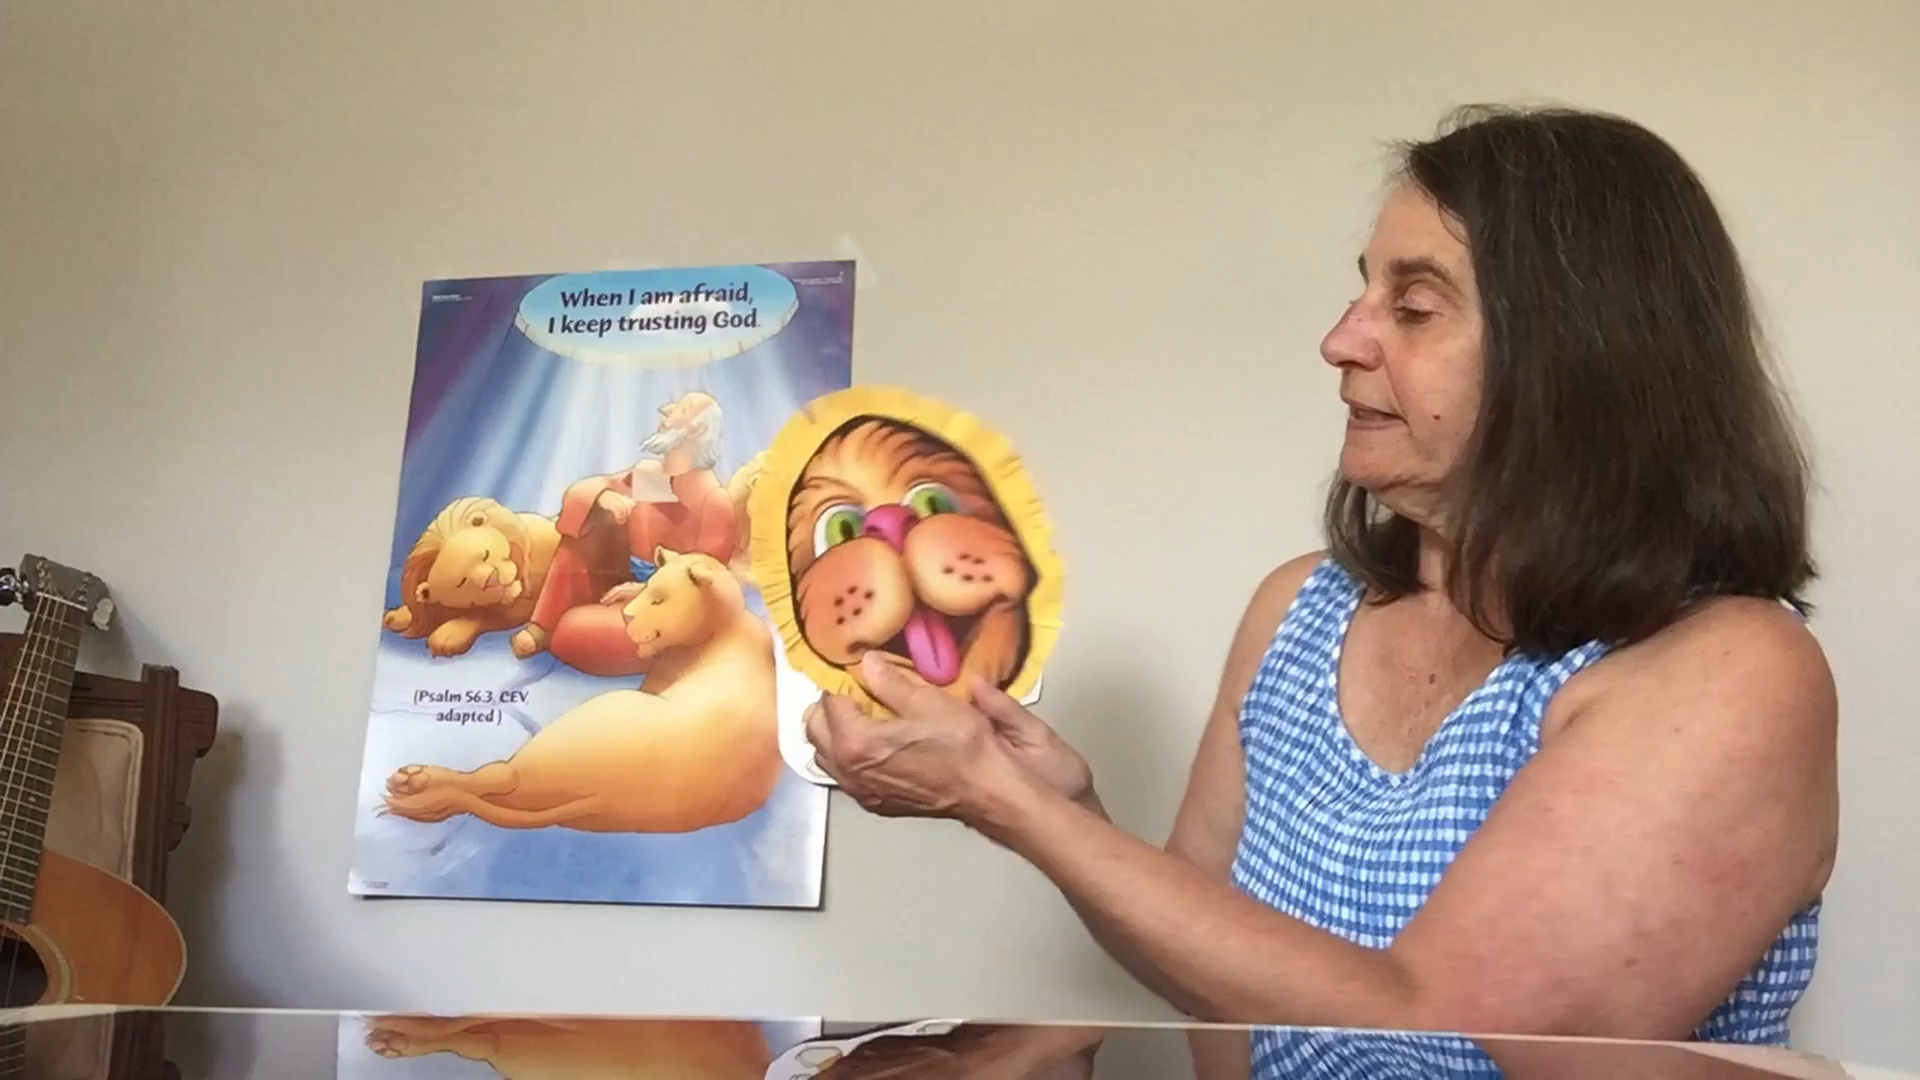 When I am afraid,
I keep trusting God.
(Psalm 56:3, CEV,
adapted)